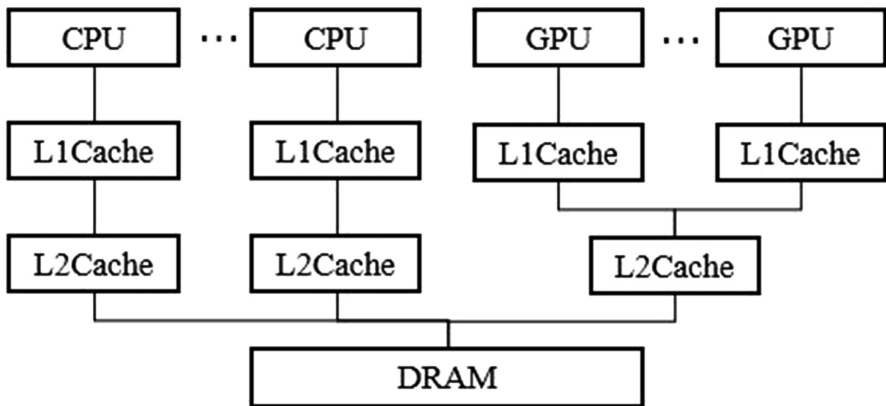 CPU ... CPU GPU ... GPU
L1Cache L1Cache L1Cache L1Cache
L2Cache L2Cache L2Cache
DRAM